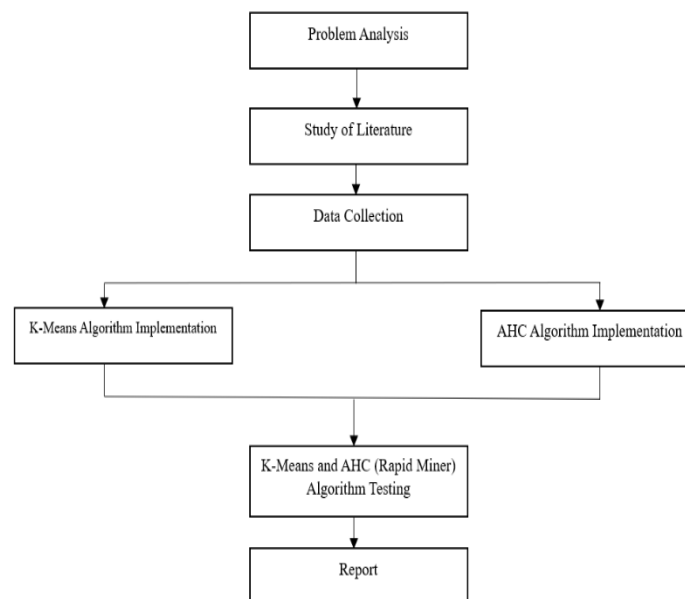 Problem Analysis
Study of Literature
Data Collection
K-Means Algorithm Implementation
AHC Algorithm Implementation
K-Means and AHC (Rapid Miner)
Algorithm Testing
Report